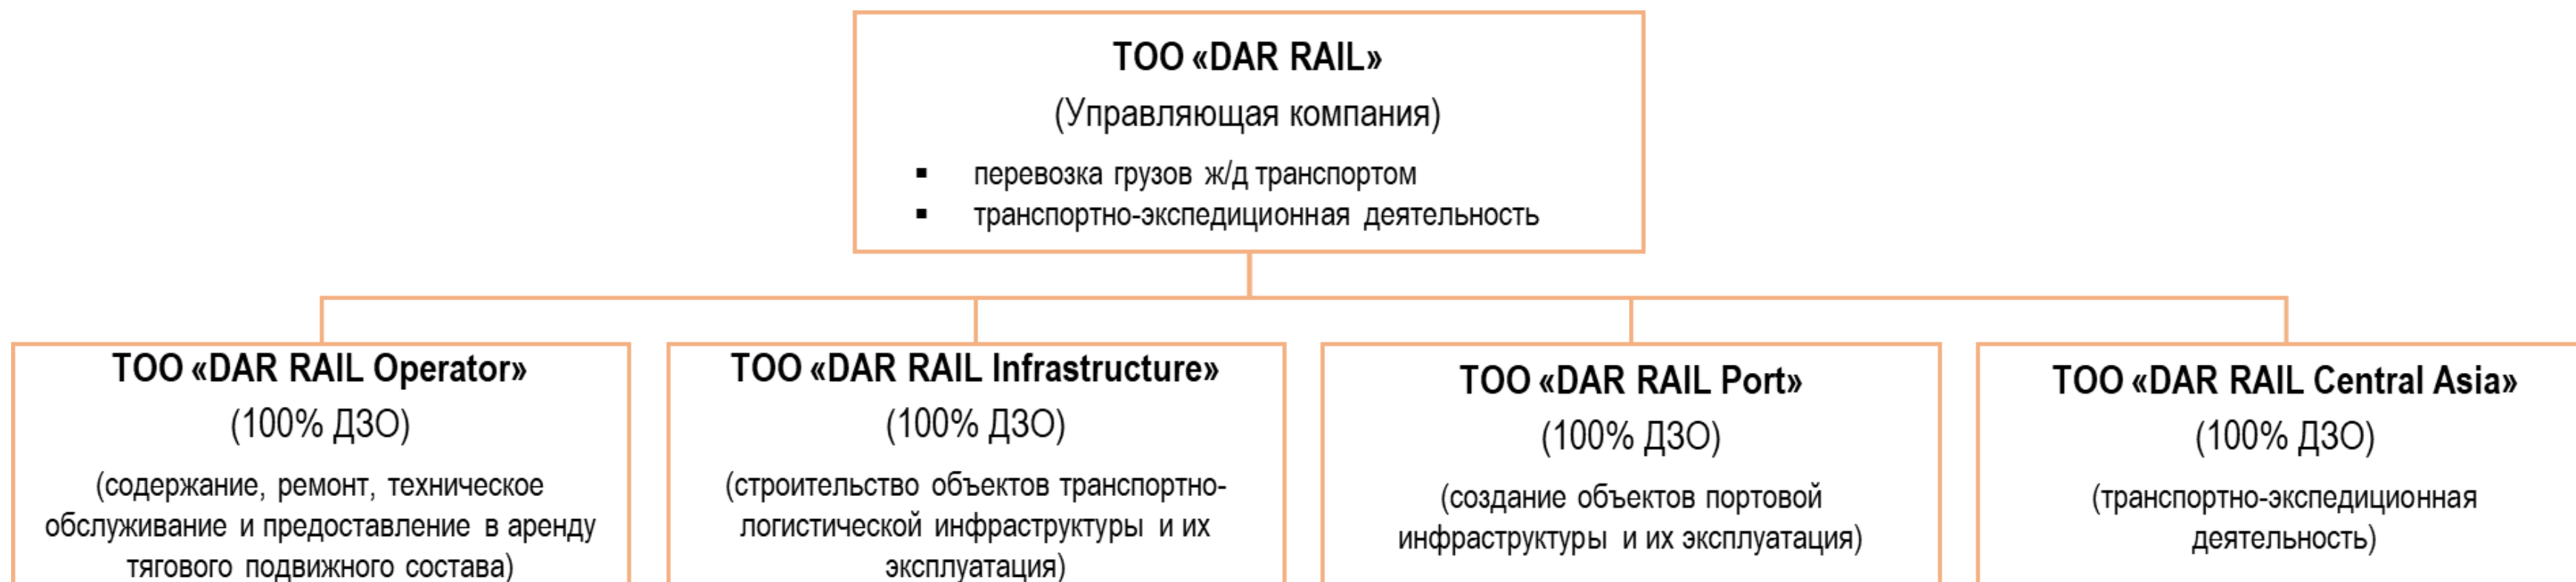 ТОО «DAR RAIL»
(Управляющая компания)
▪ перевозка грузов ж/д транспортом
▪ транспортно-экспедиционная деятельность
ТОО «DAR RAIL Operator»
(100% ДЗО)
(содержание, ремонт, техническое
обслуживание и предоставление в аренду
тягового подвижного состава)
ТОО «DAR RAIL Infrastructure»
(100% ДЗО)
(строительство объектов транспортно-
логистической инфраструктуры и их
эксплуатация)
ТОО «DAR RAIL Port»
(100% ДЗО)
(создание объектов портовой
инфраструктуры и их эксплуатация)
ТОО «DAR RAIL Central Asia»
(100% ДЗО)
(транспортно-экспедиционная
деятельность)